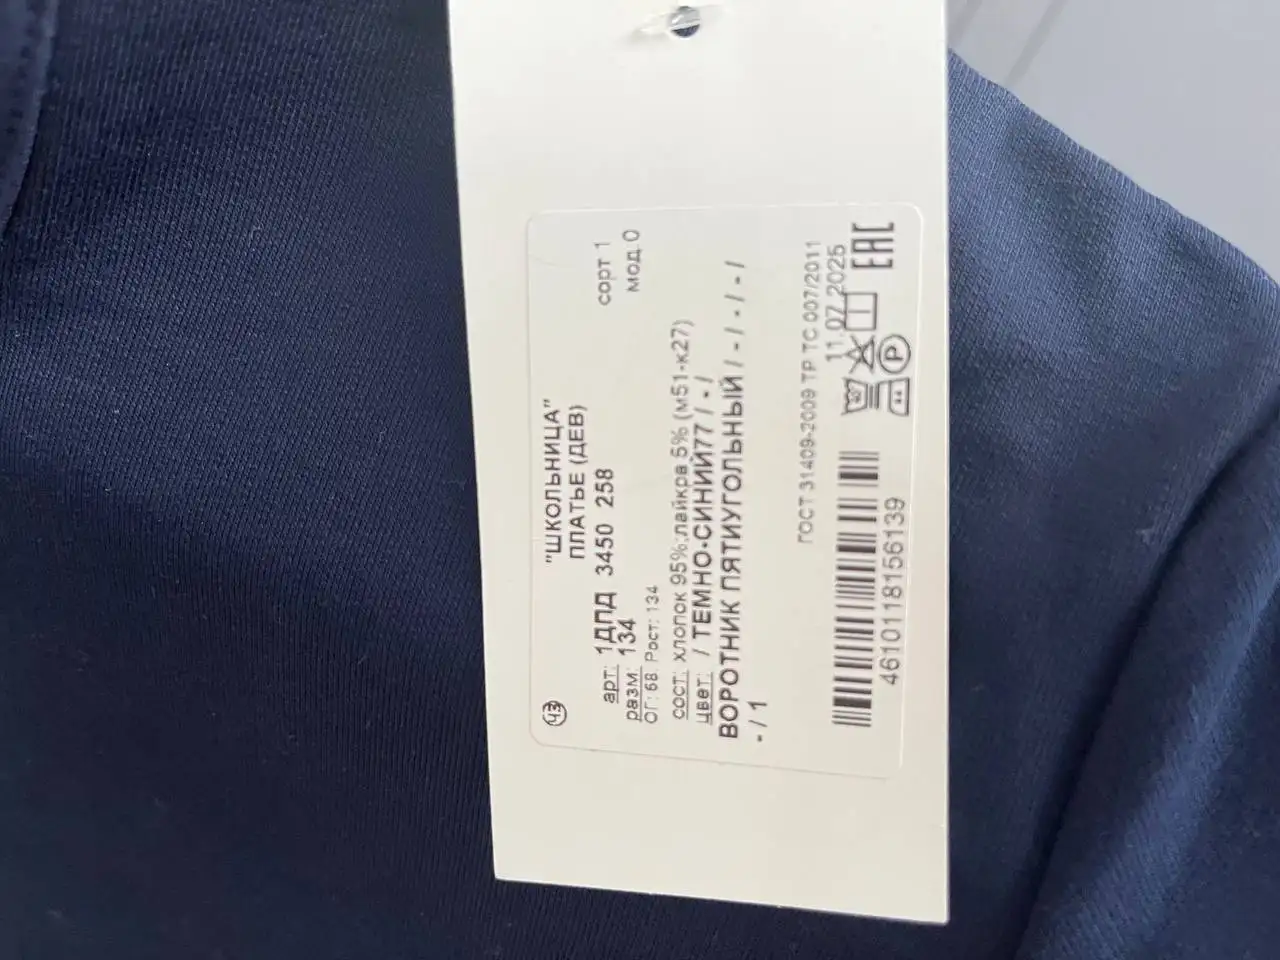 "ШКОЛЬНИЦА"
ПЛАТЬЕ (ДЕВ)
ЧЗ
арт: 1ДПД 3450 258 сорт 1
разм: 134 мод:0
ОГ: 68 Рост: 134
сост: хлопок 95%;лайкра 5% (м51-к27)
цвет: / ТЕМНО-СИНИЙ77 / - /
ВОРОТНИК ПЯТИУГОЛЬНЫЙ / - / - / - /
- / 1
ГОСТ 31409-2009 ТР ТС 007/2011
11.07.2025
EAC
P
4610118156139